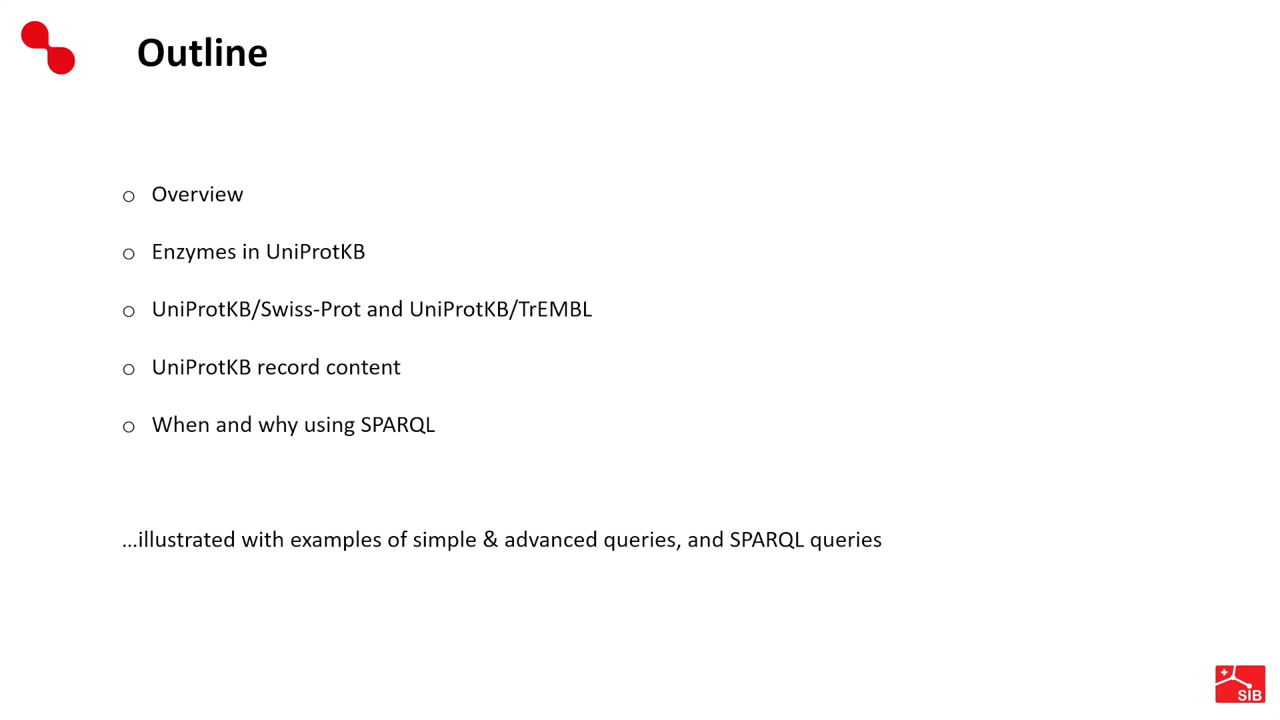 Outline
o Overview
o Enzymes in UniProtKB
o UniProtKB/Swiss-Prot and UniProtKB/TrEMBL
o UniProtKB record content
o When and why using SPARQL
...illustrated with examples of simple & advanced queries, and SPARQL queries
SIB